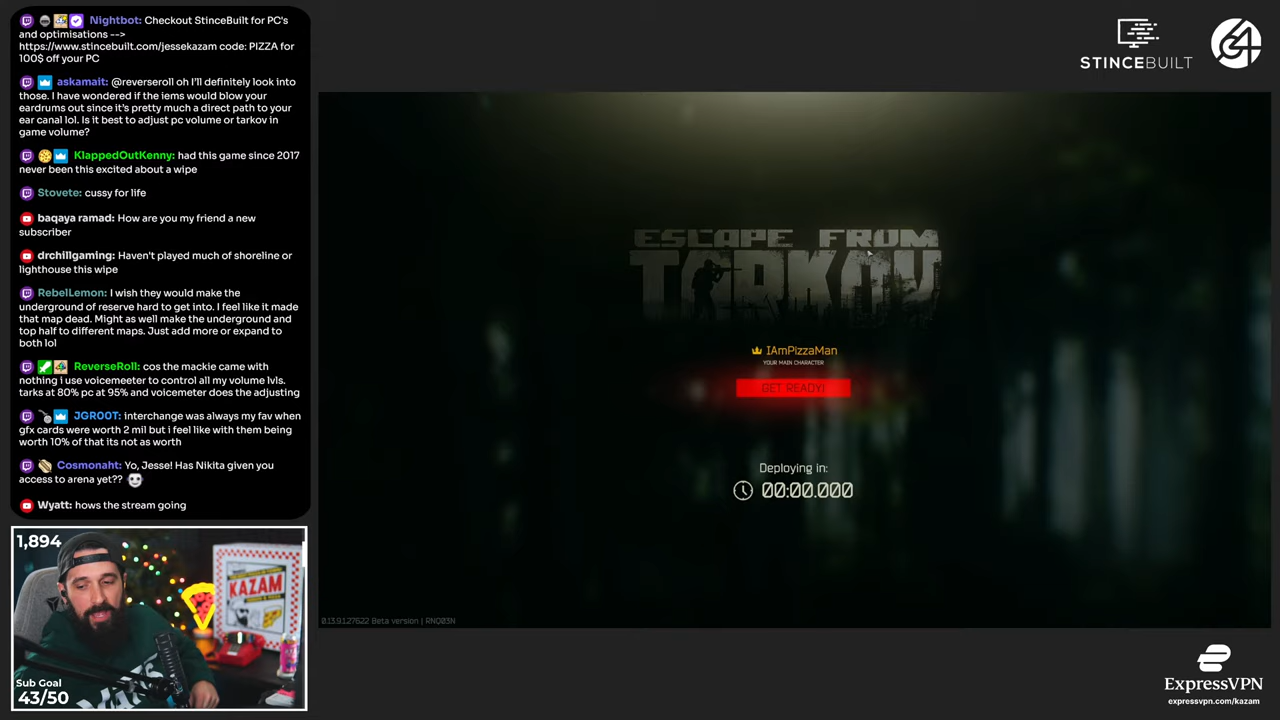 Nightbot: Checkout StinceBuilt for PC's
and optimisations -->
https://www.stincebuilt.com/jessekazam code: PIZZA for
100$ off your PC
askamait: @reverseroll oh I'll definitely look into
those. I have wondered if the iems would blow your
eardrums out since it's pretty much a direct path to your
ear canal lol. Is it best to adjust pc volume or tarkov in
game volume?
KlappedOutKenny: had this game since 2017
never been this excited about a wipe
Stovete: cussy for life
baqaya ramad: How are you my friend a new
subscriber
drchillgaming: Haven't played much of shoreline or
lighthouse this wipe
RebelLemon: I wish they would make the
underground of reserve hard to get into. I feel like it made
that map dead. Might as well make the underground and
top half to different maps. Just add more or expand to
both lol
ReverseRoll: cos the mackie came with
nothing i use voicemeeter to control all my volume lvls.
tarks at 80% pc at 95% and voicemeter does the adjusting
JGR00T: interchange was always my fav when
gfx cards were worth 2 mil but i feel like with them being
worth 10% of that its not as worth
Cosmonaht: Yo, Jesse! Has Nikita given you
access to arena yet??
Wyatt: hows the stream going
1,894
KAZAM
Sub Goal
43/50
STINCEBUILT
G4
ESCAPE FROM
TARKOV
IAmPizzaMan
YOUR MAIN CHARACTER
GET READY!
Deploying in:
00:00.000
0.13.9.1.27622 Beta version | RNQ03N
ExpressVPN
expressvpn.com/kazam